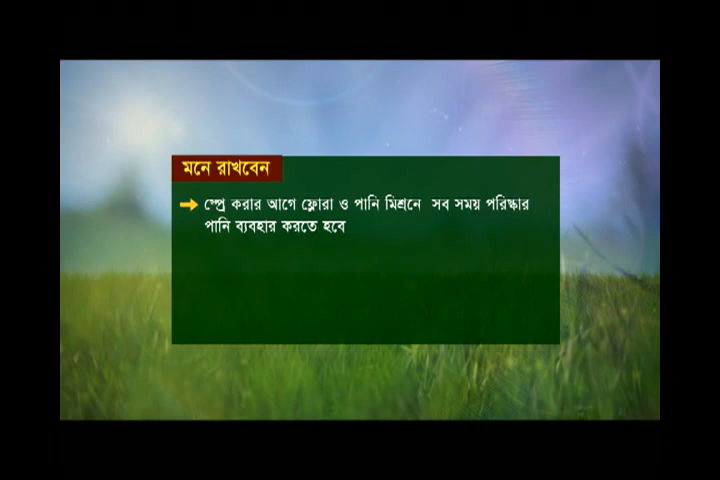 মনে রাখবেন
স্প্রে করার আগে ফ্লোরা ও পানি মিশ্রনে সব সময় পরিষ্কার
পানি ব্যবহার করতে হবে